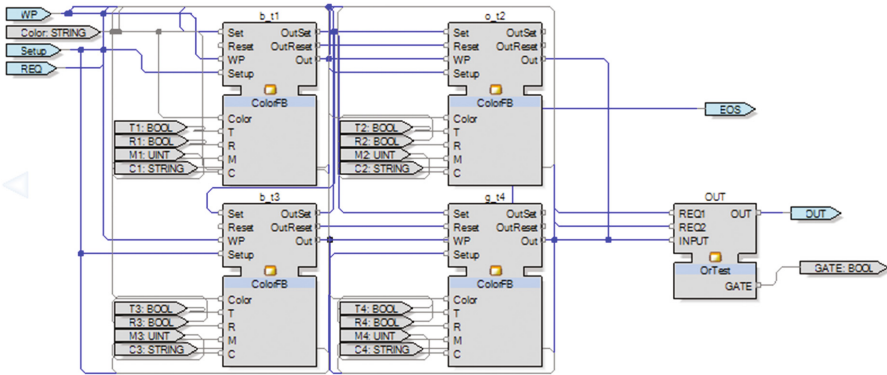 WP
Color: STRING
Setup
REQ
b_t1
Set OutSet
Reset OutReset
WP Out
Setup
ColorFB
Color
T1: BOOL T
R1: BOOL R
M1: UINT M
C1: STRING C
o_t2
Set OutSet
Reset OutReset
WP Out
Setup
ColorFB
Color
T2: BOOL T
R2: BOOL R
M2: UINT M
C2: STRING C
EOS
b_t3
Set OutSet
Reset OutReset
WP Out
Setup
ColorFB
Color
T3: BOOL T
R3: BOOL R
M3: UINT M
C3: STRING C
g_t4
Set OutSet
Reset OutReset
WP Out
Setup
ColorFB
Color
T4: BOOL T
R4: BOOL R
M4: UINT M
C4: STRING C
OUT
REQ1 OUT
REQ2
INPUT
OrTest
GATE
OUT
GATE: BOOL